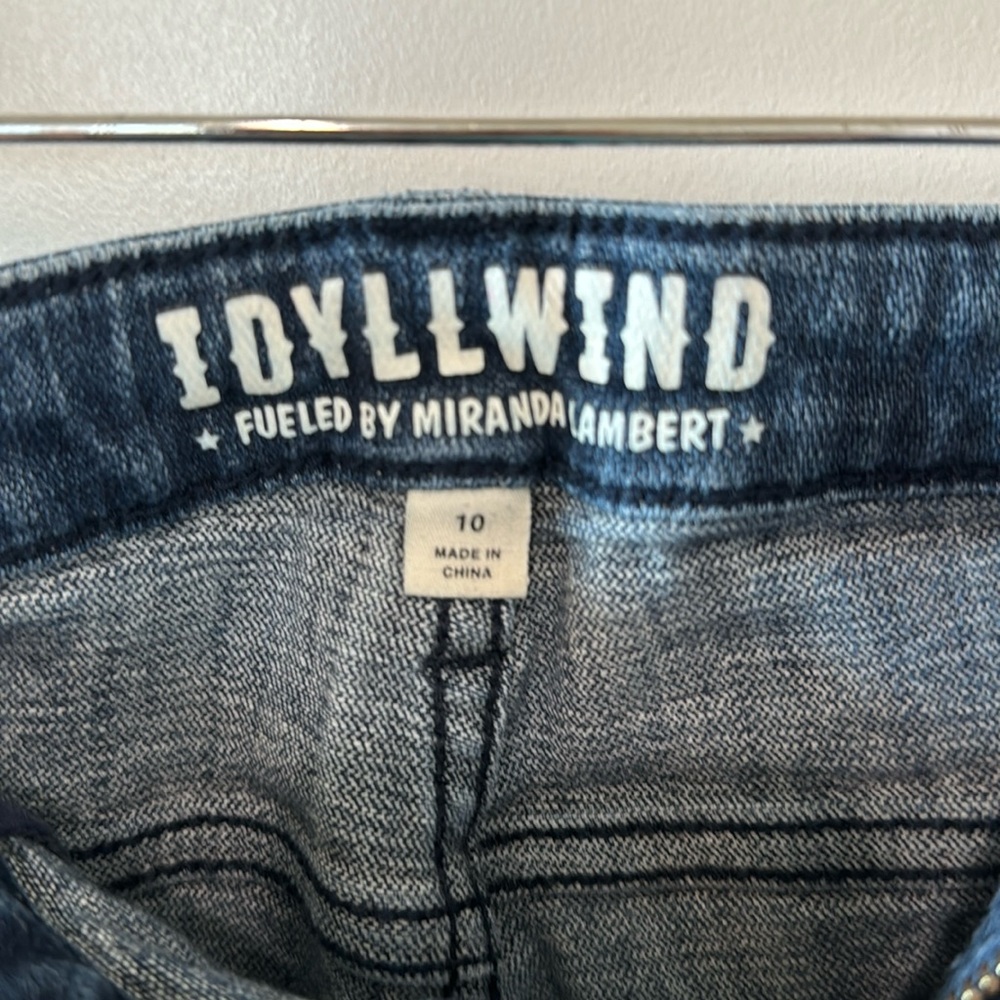 IDYLLWIND
★ FUELED BY MIRANDA LAMBERT ★
10
MADE IN
CHINA